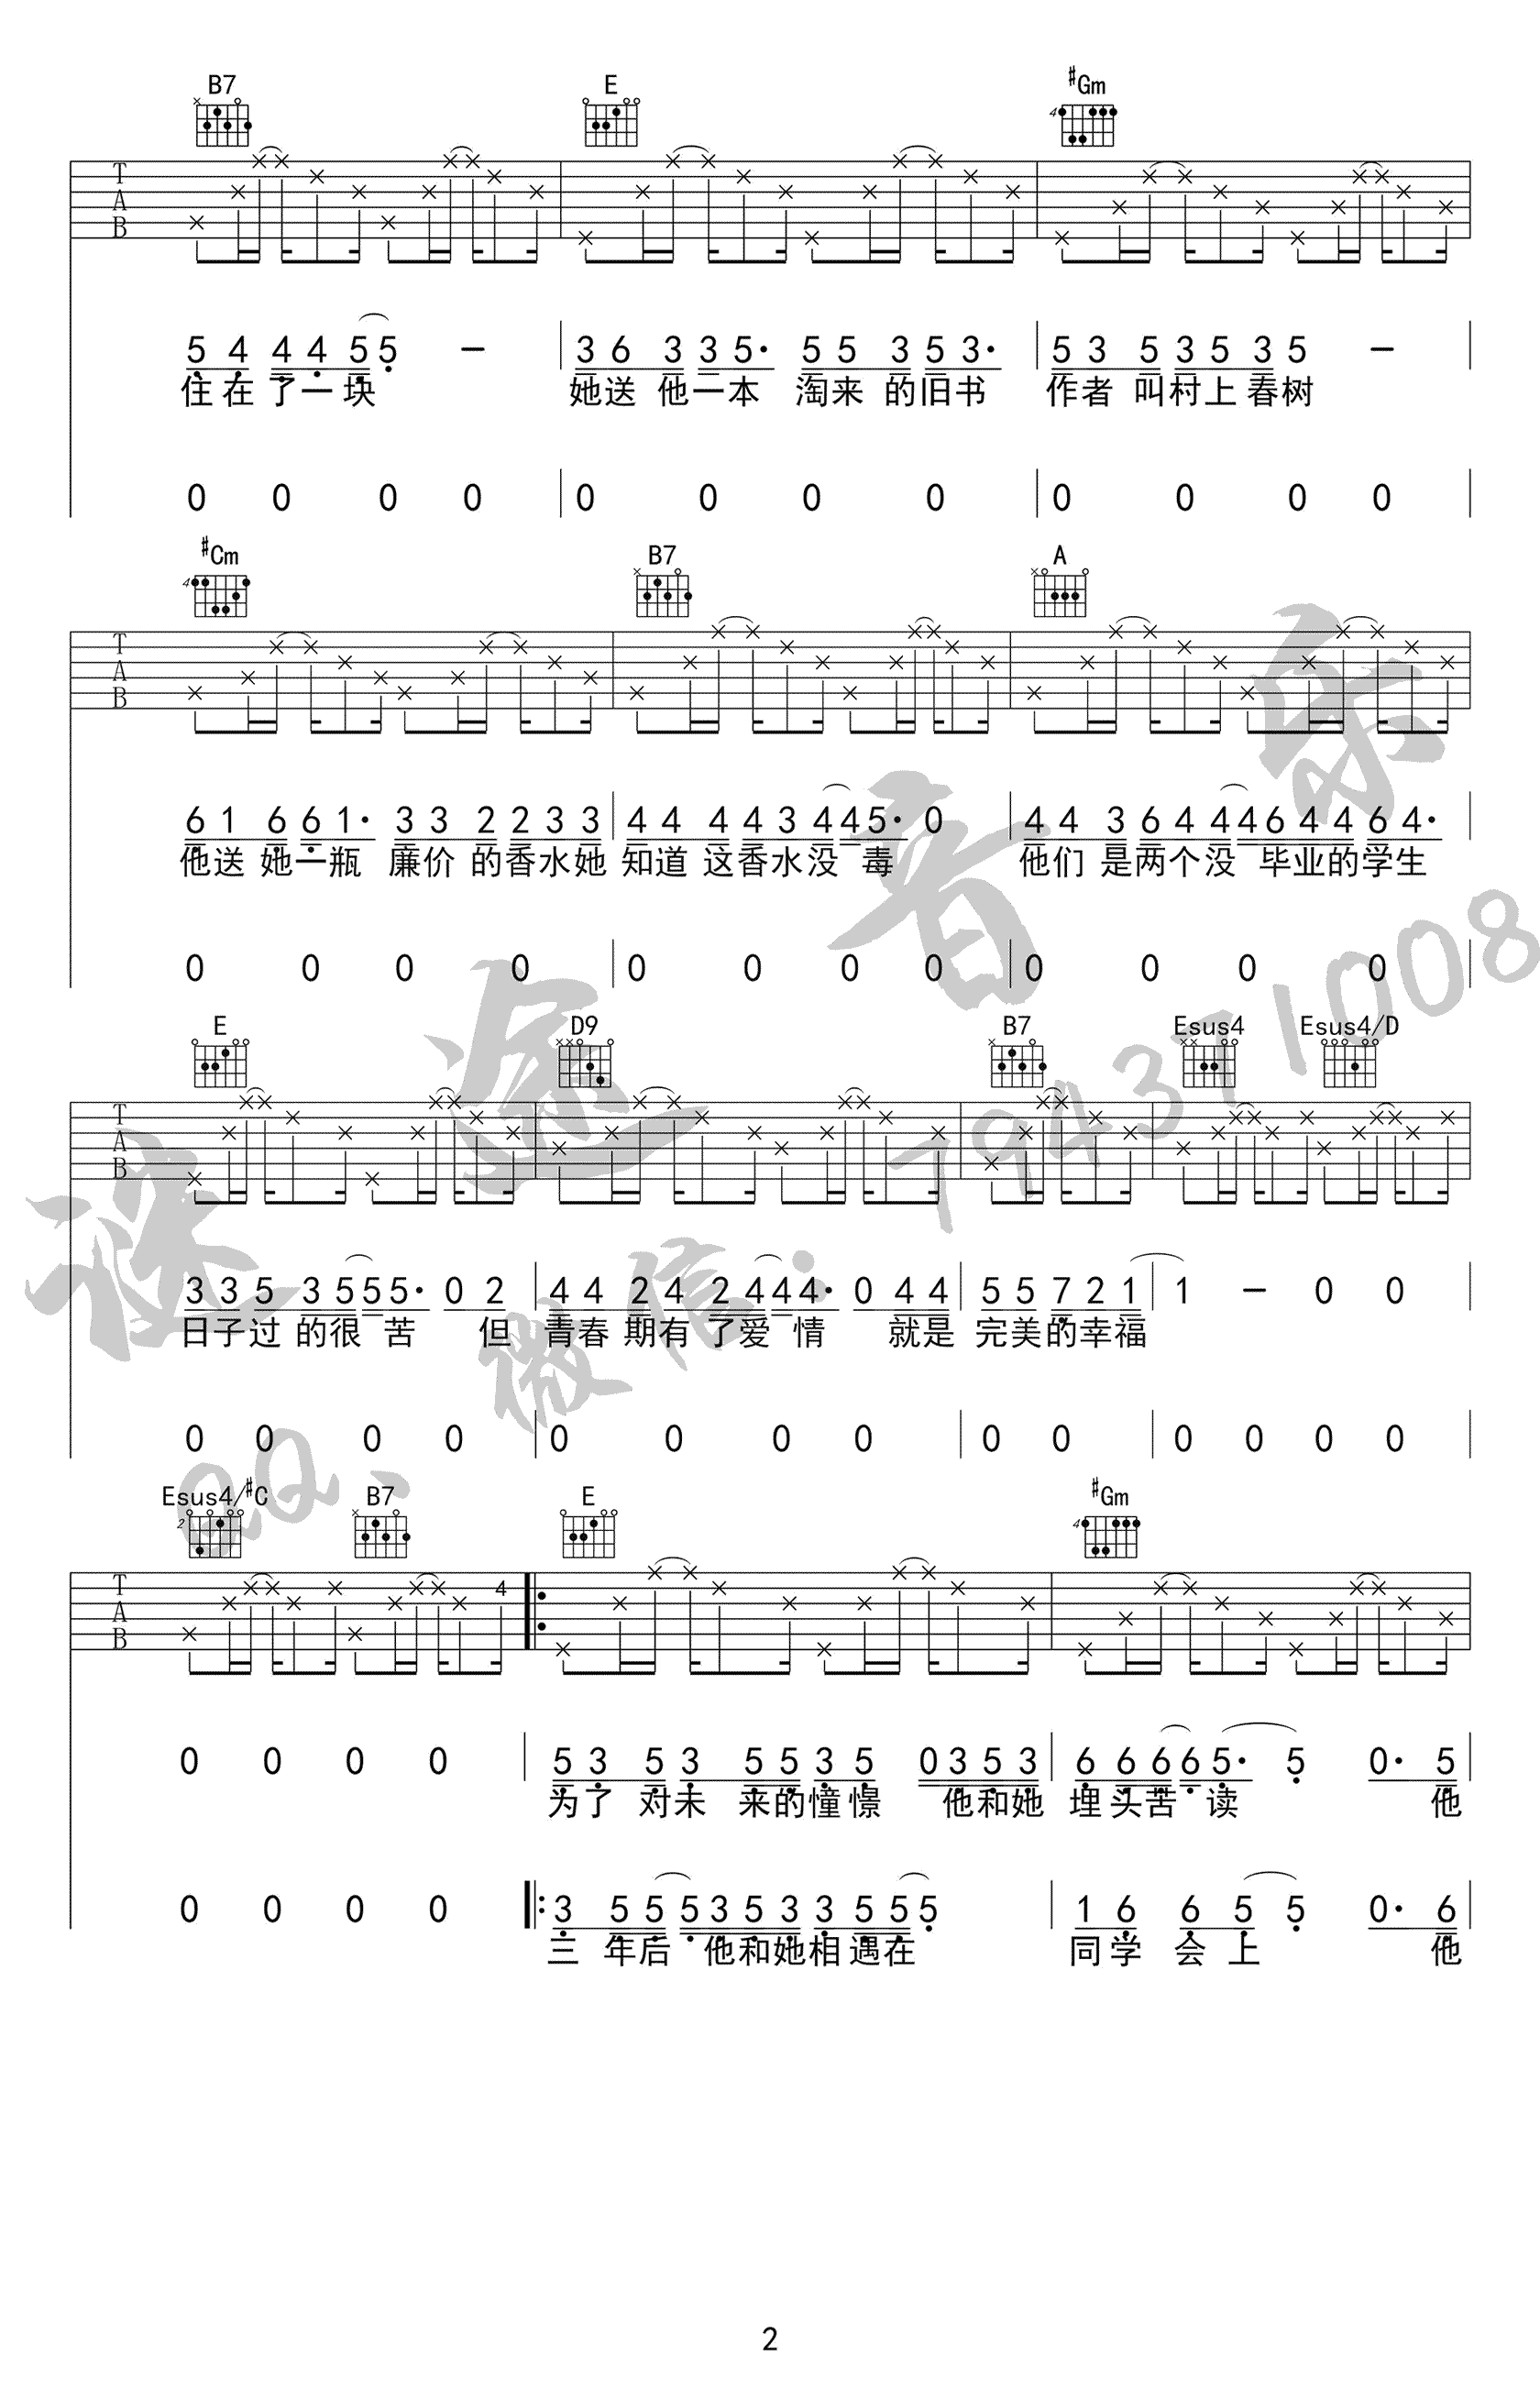 B7 E #Gm
T
A
B
5 4 4 4 5 5 - 3 6 3 3 5· 5 5 3 5 3· 5 3 5 3 5 3 5 -
住在了一块 她送他一本 淘来的旧书 作者叫村上春树
0 0 0 0 0 0 0 0 0 0 0 0
#Cm B7 A
4 4
T
A
B
6 1 6 6 1· 3 3 2 2 3 3 4 4 4 4 3 4 4 5· 0 4 4 3 6 4 4 4 6 4 4 6 4·
他送她一瓶 廉价的香水她 知道这香水没毒 他们是两个没毕业的学生
0 0 0 0 0 0 0 0 0 0 0 0
E D9 B7 Esus4 Esus4/D
T
A
B
3 3 5 3 5 5 5· 0 2 4 4 2 4 2 4 4 4· 0 4 4 5 5 7 2 1 1 - 0 0
日子过的很苦 但 青春期有了爱情 就是 完美的幸福
0 0 0 0 0 0 0 0 0 0 0 0 0 0
Esus4/#C B7 E #Gm
2 4
T
A
B
4
0 0 0 0 5 3 5 3 5 5 3 5 0 3 5 3 6 6 6 6 5· 5 0· 5
为了对未来的憧憬 他和她 埋头苦读 他
0 0 0 0 3 5 5 5 3 5 3 3 5 5 5 1 6 6 5 5 0· 6
三年后 他和她相遇在 同学会上 他
谜途音乐
QQ、微信：794371008
2